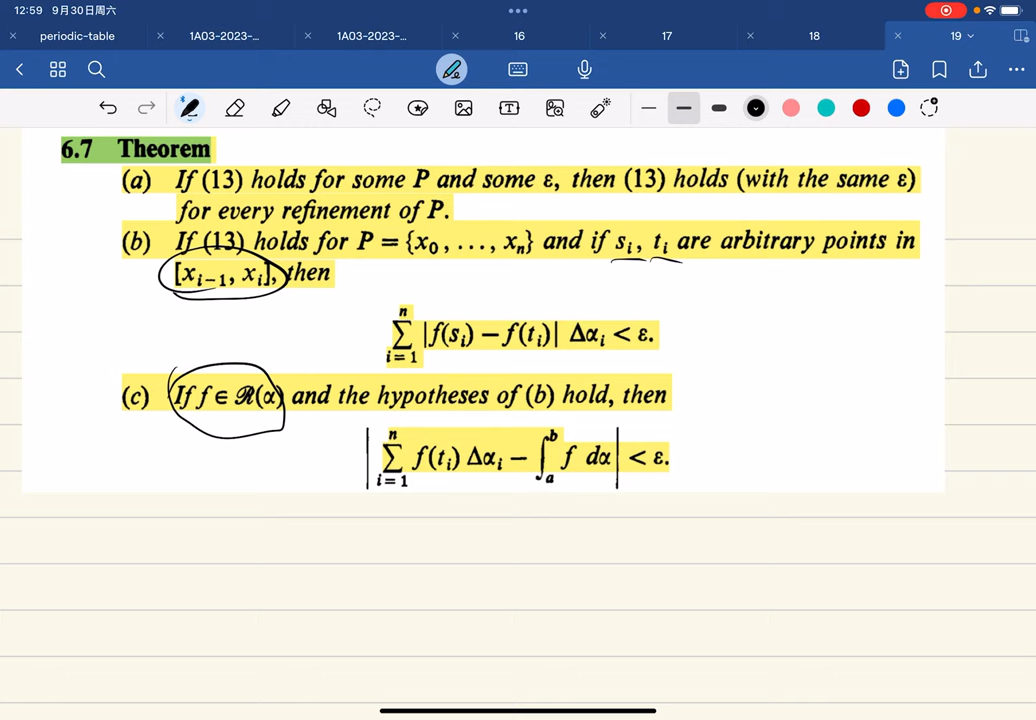 12:59 9月30日周六
periodic-table
1A03-2023-...
1A03-2023-...
16
17
18
19
6.7 Theorem
(a) If (13) holds for some P and some ε, then (13) holds (with the same ε)
for every refinement of P.
(b) If (13) holds for P = {x₀, . . . , xₙ} and if sᵢ, tᵢ are arbitrary points in
[xᵢ₋₁, xᵢ], then
n
∑ |f(sᵢ) − f(tᵢ)| Δαᵢ < ε.
i = 1
(c) If f ∈ ℛ(α) and the hypotheses of (b) hold, then
| n
∑ f(tᵢ) Δαᵢ − ∫ₐᵇ f dα | < ε.
i = 1